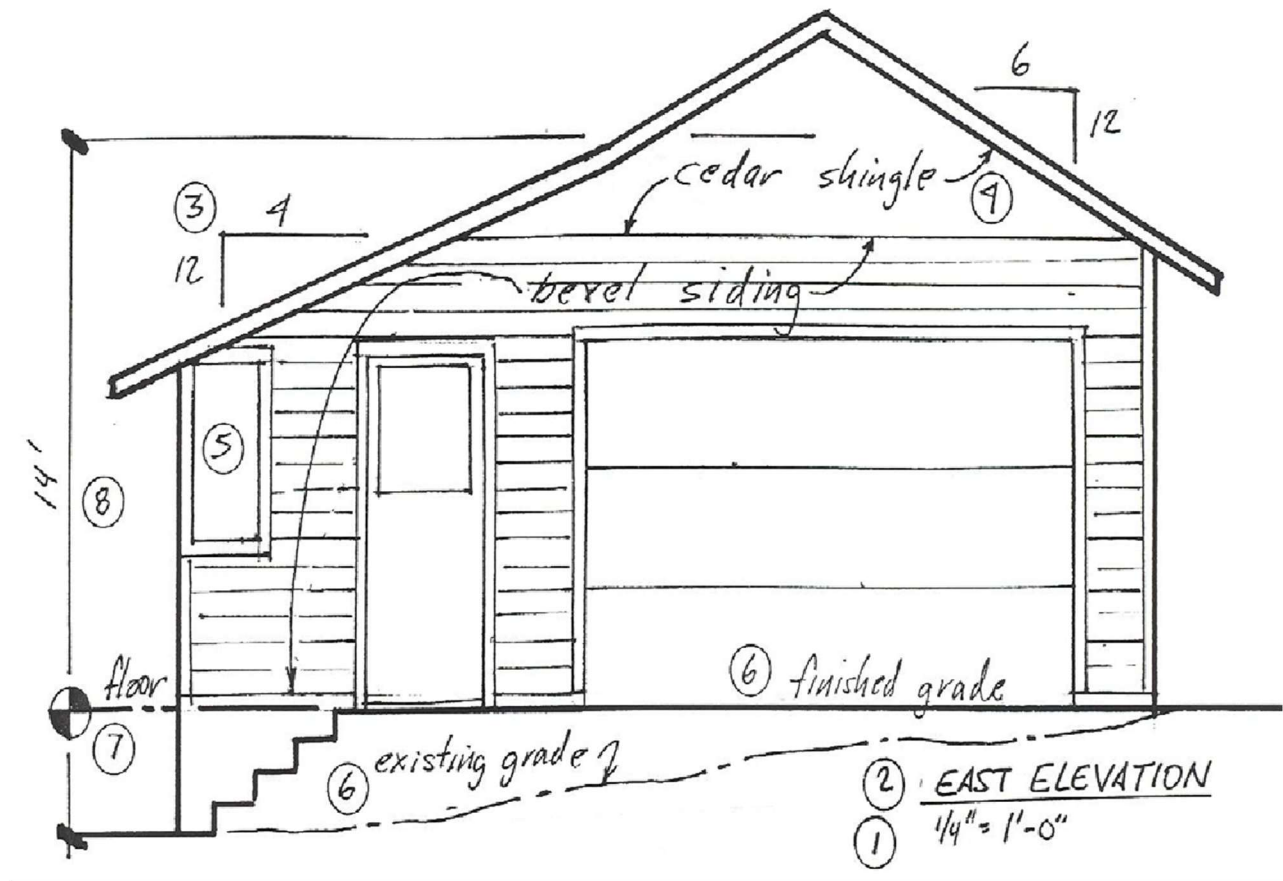 6
12
cedar shingle
4
3
4
12
bevel siding
5
14'
8
floor
6 finished grade
7
6 existing grade
2 EAST ELEVATION
1 1/4" = 1'-0"